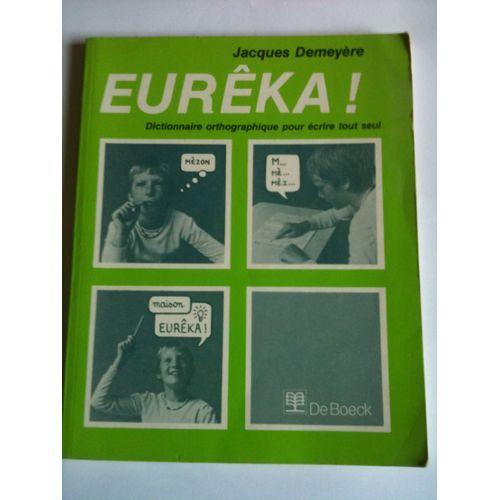 Jacques Demeyère
EURÊKA !
Dictionnaire orthographique pour écrire tout seul
MÈZON
M...
MÈ...
MÈZ...
maison
EURÊKA !
De Boeck